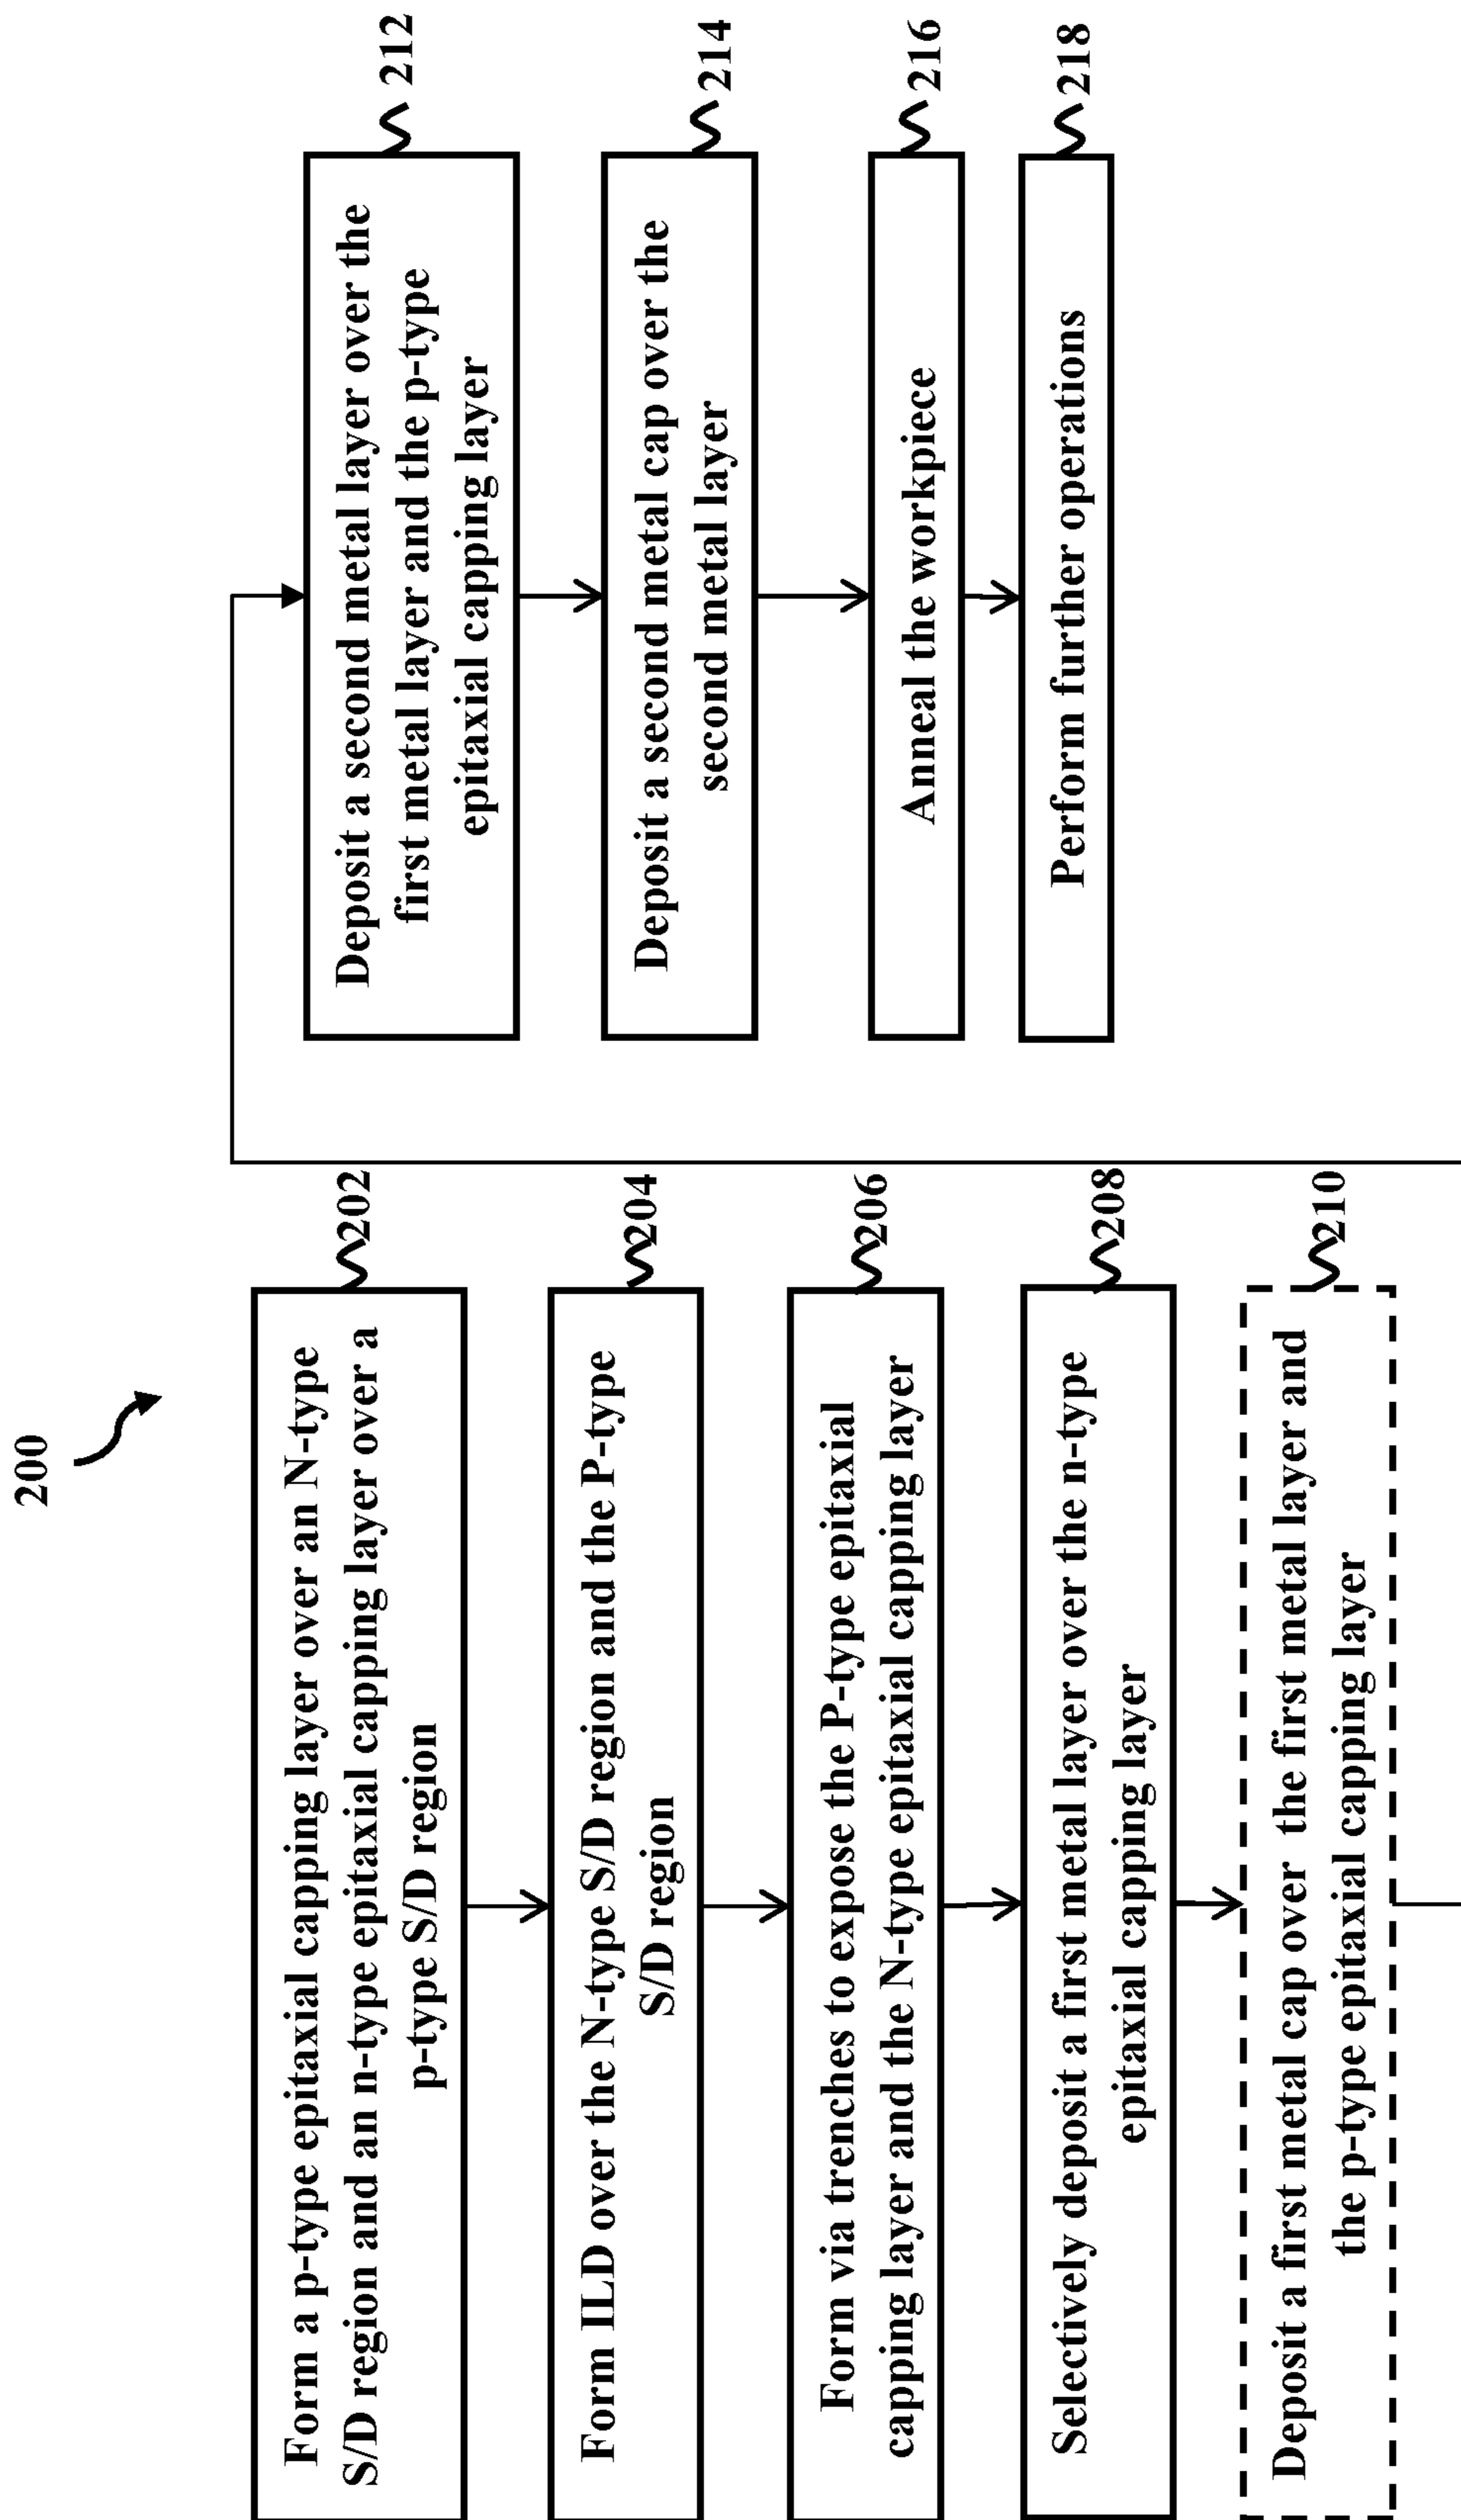 200
Form a p-type epitaxial capping layer over an N-type
S/D region and an n-type epitaxial capping layer over a
p-type S/D region
202
Form ILD over the N-type S/D region and the P-type
S/D region
204
Form via trenches to expose the P-type epitaxial
capping layer and the N-type epitaxial capping layer
206
Selectively deposit a first metal layer over the n-type
epitaxial capping layer
208
Deposit a first metal cap over the first metal layer and
the p-type epitaxial capping layer
210
Deposit a second metal layer over the
first metal layer and the p-type
epitaxial capping layer
212
Deposit a second metal cap over the
second metal layer
214
Anneal the workpiece
216
Perform further operations
218